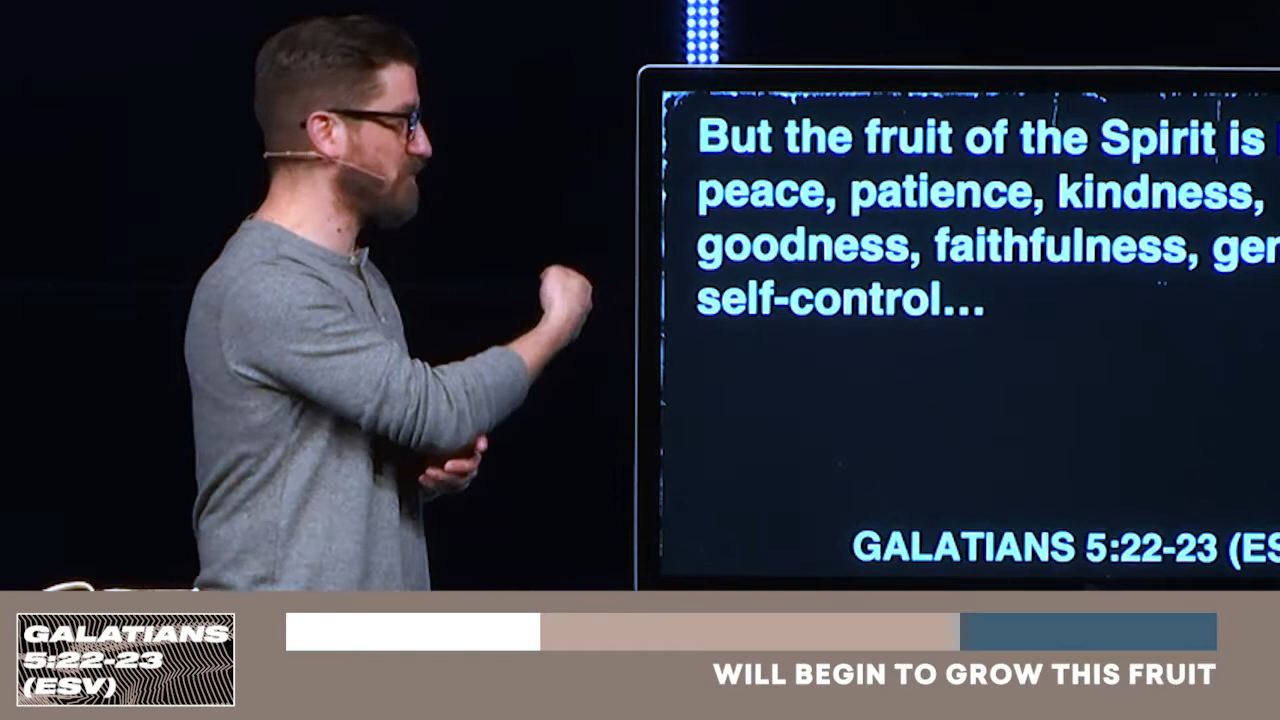 But the fruit of the Spirit is
peace, patience, kindness,
goodness, faithfulness,
self-control...
GALATIANS 5:22-23
GALATIANS
5:22-23
(ESV)
WILL BEGIN TO GROW THIS FRUIT